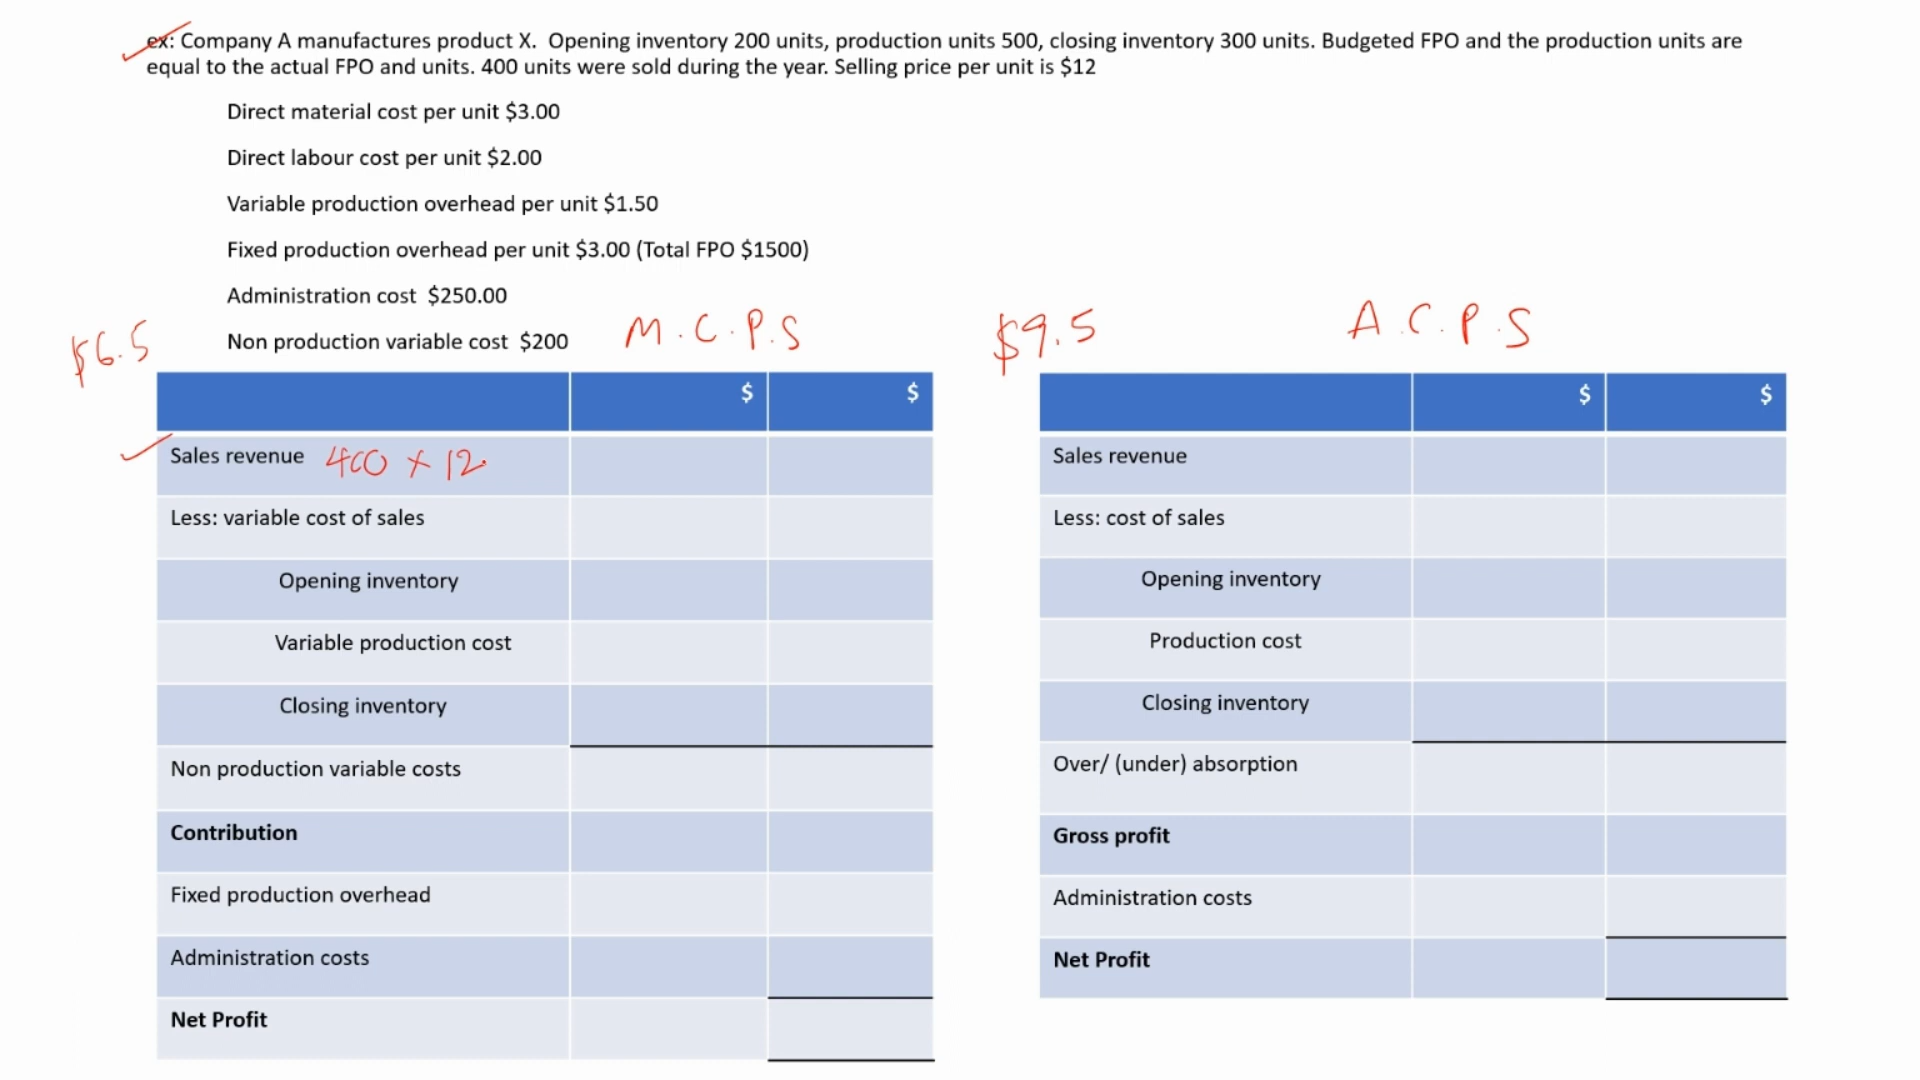 ex: Company A manufactures product X. Opening inventory 200 units, production units 500, closing inventory 300 units. Budgeted FPO and the production units are
equal to the actual FPO and units. 400 units were sold during the year. Selling price per unit is $12
Direct material cost per unit $3.00
Direct labour cost per unit $2.00
Variable production overhead per unit $1.50
Fixed production overhead per unit $3.00 (Total FPO $1500)
Administration cost $250.00
Non production variable cost $200
$6.5
M.C.P.S
$ $
Sales revenue 400 x 12
Less: variable cost of sales
Opening inventory
Variable production cost
Closing inventory
Non production variable costs
Contribution
Fixed production overhead
Administration costs
Net Profit
$9.5
A.C.P.S
$ $
Sales revenue
Less: cost of sales
Opening inventory
Production cost
Closing inventory
Over/ (under) absorption
Gross profit
Administration costs
Net Profit